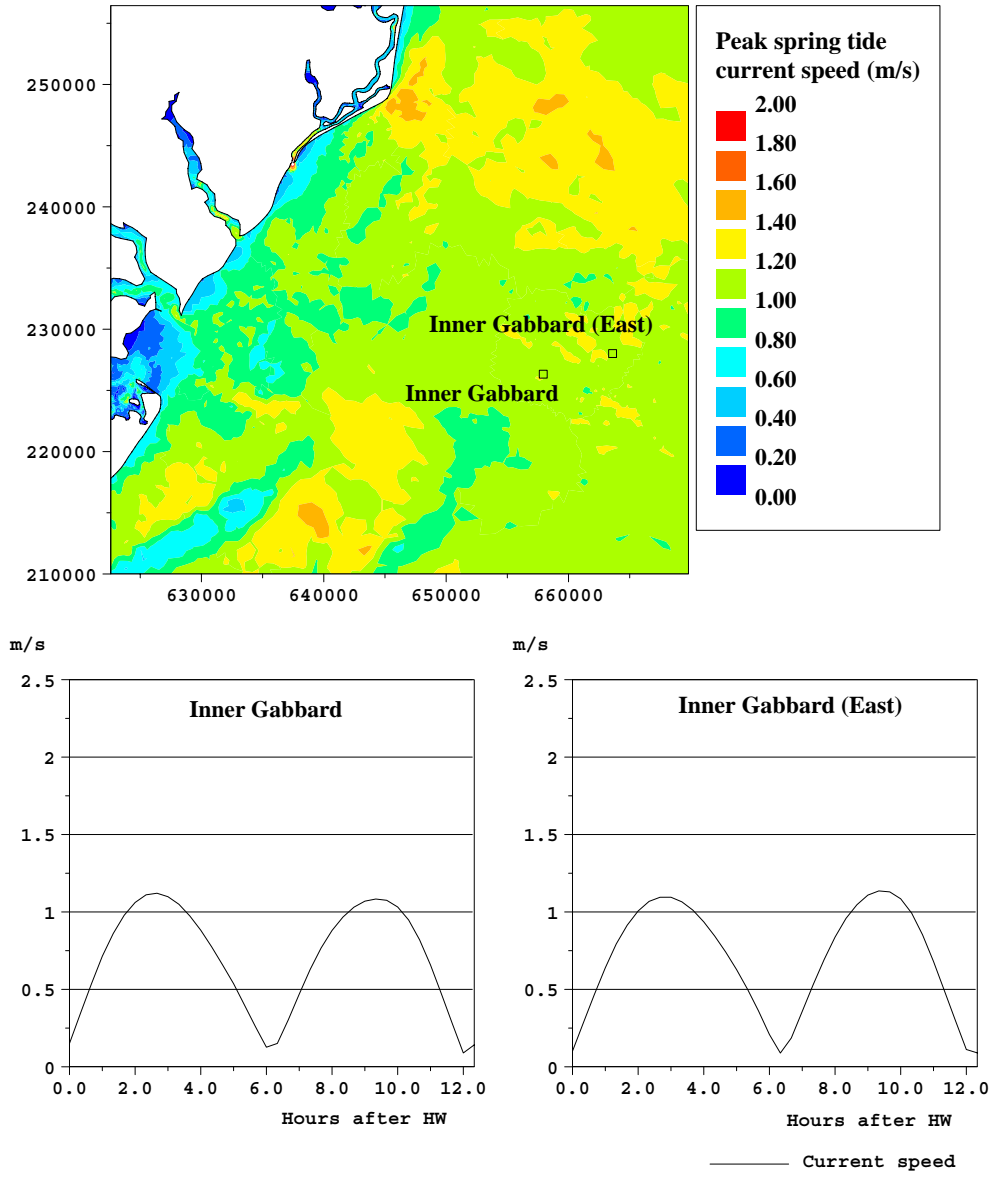 Peak spring tide
current speed (m/s)
2.00
1.80
1.60
1.40
1.20
1.00
0.80
0.60
0.40
0.20
0.00
250000
240000
230000
220000
210000
630000 640000 650000 660000
Inner Gabbard (East)
Inner Gabbard
m/s
2.5
2
1.5
1
0.5
0
Inner Gabbard
0.0 2.0 4.0 6.0 8.0 10.0 12.0
Hours after HW
m/s
2.5
2
1.5
1
0.5
0
Inner Gabbard (East)
0.0 2.0 4.0 6.0 8.0 10.0 12.0
Hours after HW
Current speed